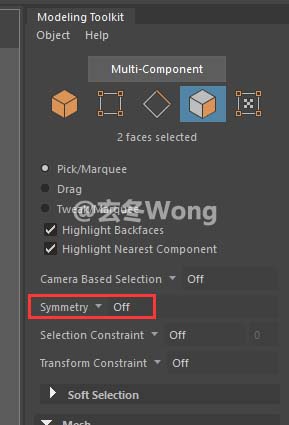 Modeling Toolkit
Object Help
Multi-Component
2 faces selected
Pick/Marquee
Drag
Tweak/Marquee
@玄冬Wong
Highlight Backfaces
Highlight Nearest Component
Camera Based Selection Off
Symmetry Off
Selection Constraint Off 0
Transform Constraint Off
Soft Selection
Mesh